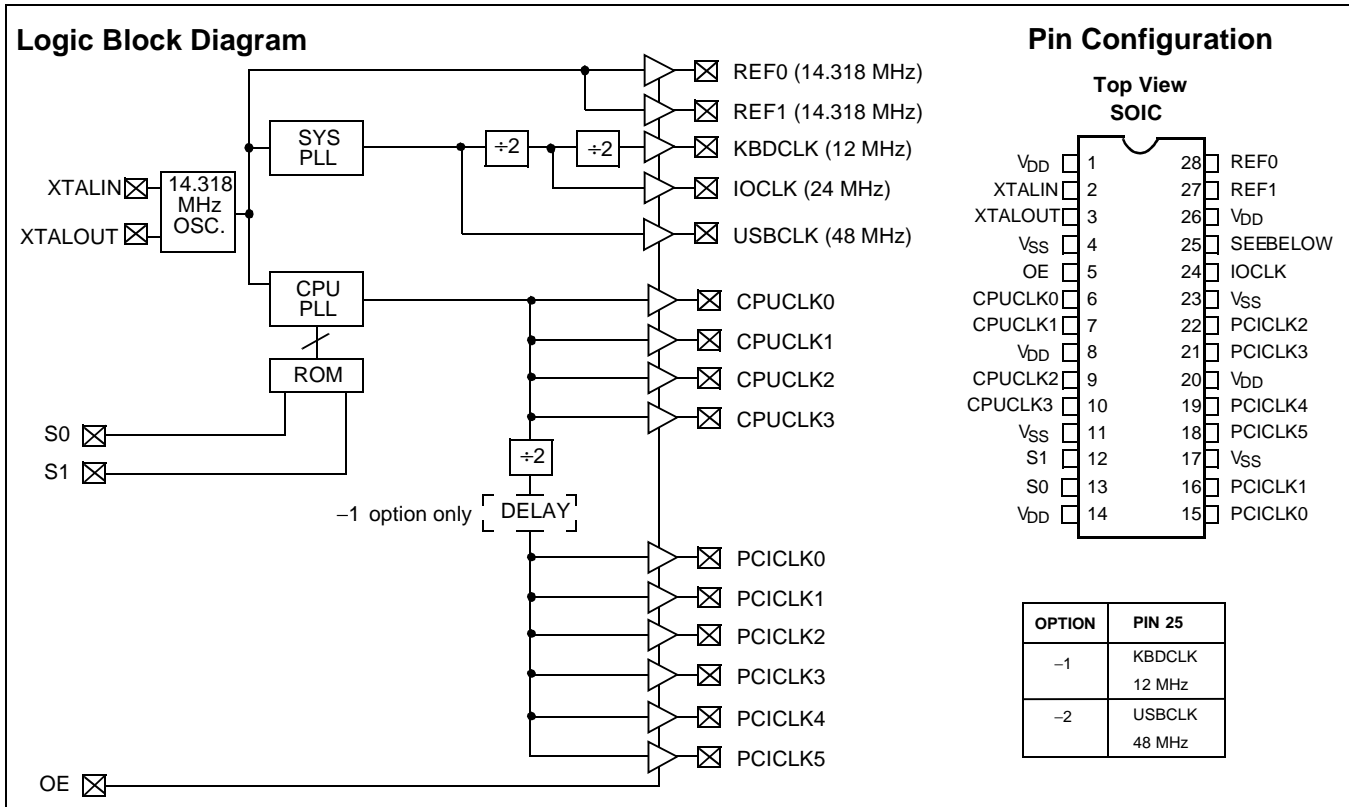 Logic Block Diagram
REF0 (14.318 MHz)
REF1 (14.318 MHz)
SYS
PLL
÷2
÷2
KBDCLK (12 MHz)
XTALIN
14.318
MHz
OSC.
IOCLK (24 MHz)
XTALOUT
USBCLK (48 MHz)
CPU
PLL
CPUCLK0
CPUCLK1
ROM
CPUCLK2
CPUCLK3
S0
S1
÷2
–1 option only
DELAY
PCICLK0
PCICLK1
PCICLK2
PCICLK3
PCICLK4
PCICLK5
OE
Pin Configuration
Top View
SOIC
VDD 1 28 REF0
XTALIN 2 27 REF1
XTALOUT 3 26 VDD
VSS 4 25 SEEBELOW
OE 5 24 IOCLK
CPUCLK0 6 23 VSS
CPUCLK1 7 22 PCICLK2
VDD 8 21 PCICLK3
CPUCLK2 9 20 VDD
CPUCLK3 10 19 PCICLK4
VSS 11 18 PCICLK5
S1 12 17 VSS
S0 13 16 PCICLK1
VDD 14 15 PCICLK0
OPTION PIN 25
–1 KBDCLK
12 MHz
–2 USBCLK
48 MHz